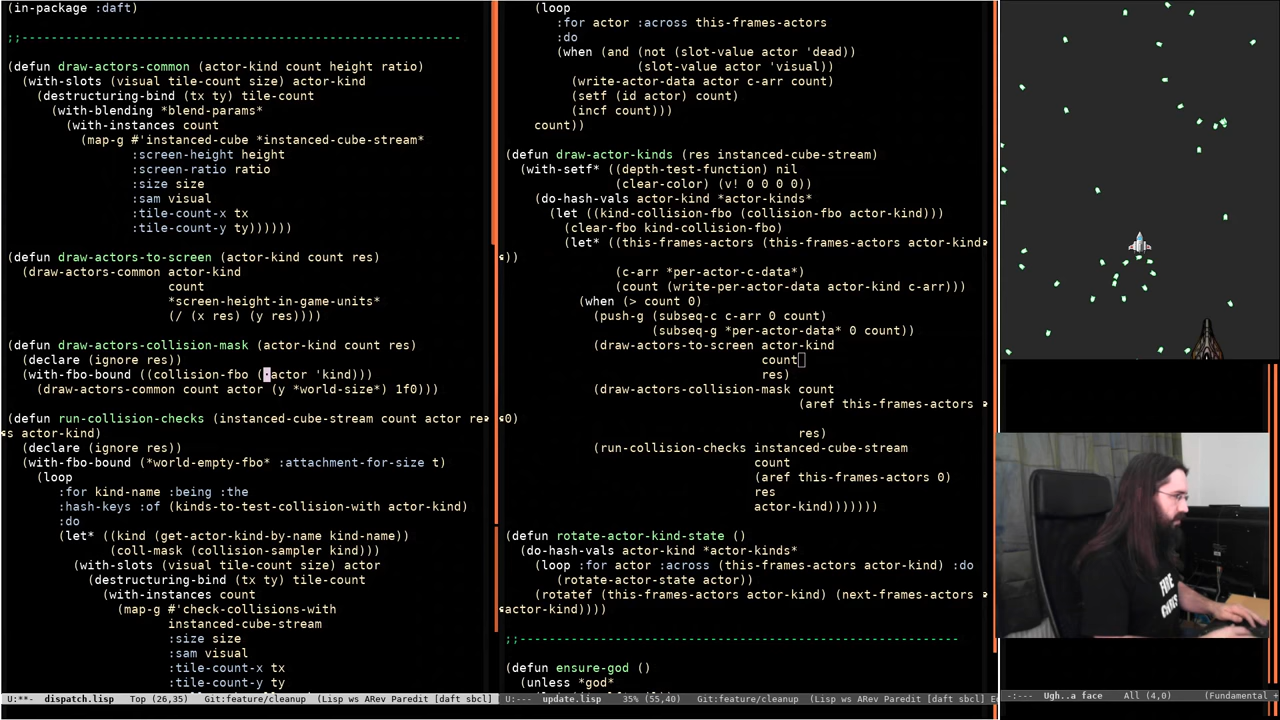 (in-package :daft)
;;------------------------------------------------------------
(defun draw-actors-common (actor-kind count height ratio)
(with-slots (visual tile-count size) actor-kind
(destructuring-bind (tx ty) tile-count
(with-blending *blend-params*
(with-instances count
(map-g #'instanced-cube *instanced-cube-stream*
:screen-height height
:screen-ratio ratio
:size size
:sam visual
:tile-count-x tx
:tile-count-y ty))))))
(defun draw-actors-to-screen (actor-kind count res)
(draw-actors-common actor-kind
count
*screen-height-in-game-units*
(/ (x res) (y res))))
(defun draw-actors-collision-mask (actor-kind count res)
(declare (ignore res))
(with-fbo-bound ((collision-fbo (*actor 'kind)))
(draw-actors-common count actor (y *world-size*) 1f0)))
(defun run-collision-checks (instanced-cube-stream count actor re
s actor-kind)
(declare (ignore res))
(with-fbo-bound (*world-empty-fbo* :attachment-for-size t)
(loop
:for kind-name :being :the
:hash-keys :of (kinds-to-test-collision-with actor-kind)
:do
(let* ((kind (get-actor-kind-by-name kind-name))
(coll-mask (collision-sampler kind)))
(with-slots (visual tile-count size) actor
(destructuring-bind (tx ty) tile-count
(with-instances count
(map-g #'check-collisions-with
instanced-cube-stream
:size size
:sam visual
:tile-count-x tx
:tile-count-y ty
U:**- dispatch.lisp Top (26,35) Git:feature/cleanup (Lisp ws ARev Paredit [daft sbcl]
(loop
:for actor :across this-frames-actors
:do
(when (and (not (slot-value actor 'dead))
(slot-value actor 'visual))
(write-actor-data actor c-arr count)
(setf (id actor) count)
(incf count)))
count))
(defun draw-actor-kinds (res instanced-cube-stream)
(with-setf* ((depth-test-function) nil
(clear-color) (v! 0 0 0 0))
(do-hash-vals actor-kind *actor-kinds*
(let ((kind-collision-fbo (collision-fbo actor-kind)))
(clear-fbo kind-collision-fbo)
(let* ((this-frames-actors (this-frames-actors actor-kind
))
(c-arr *per-actor-c-data*)
(count (write-per-actor-data actor-kind c-arr)))
(when (> count 0)
(push-g (subseq-c c-arr 0 count)
(subseq-g *per-actor-data* 0 count))
(draw-actors-to-screen actor-kind
count
res)
(draw-actors-collision-mask count
(aref this-frames-actors
0)
res)
(run-collision-checks instanced-cube-stream
count
(aref this-frames-actors 0)
res
actor-kind)))))))
(defun rotate-actor-kind-state ()
(do-hash-vals actor-kind *actor-kinds*
(loop :for actor :across (this-frames-actors actor-kind) :do
(rotate-actor-state actor))
(rotatef (this-frames-actors actor-kind) (next-frames-actors
actor-kind))))
;;------------------------------------------------------------
(defun ensure-god ()
(unless *god*
U:--- update.lisp 35% (55,40) Git:feature/cleanup (Lisp ws ARev Paredit [daft sbcl] E
-:--- Ugh..a face All (4,0) (Fundamental +